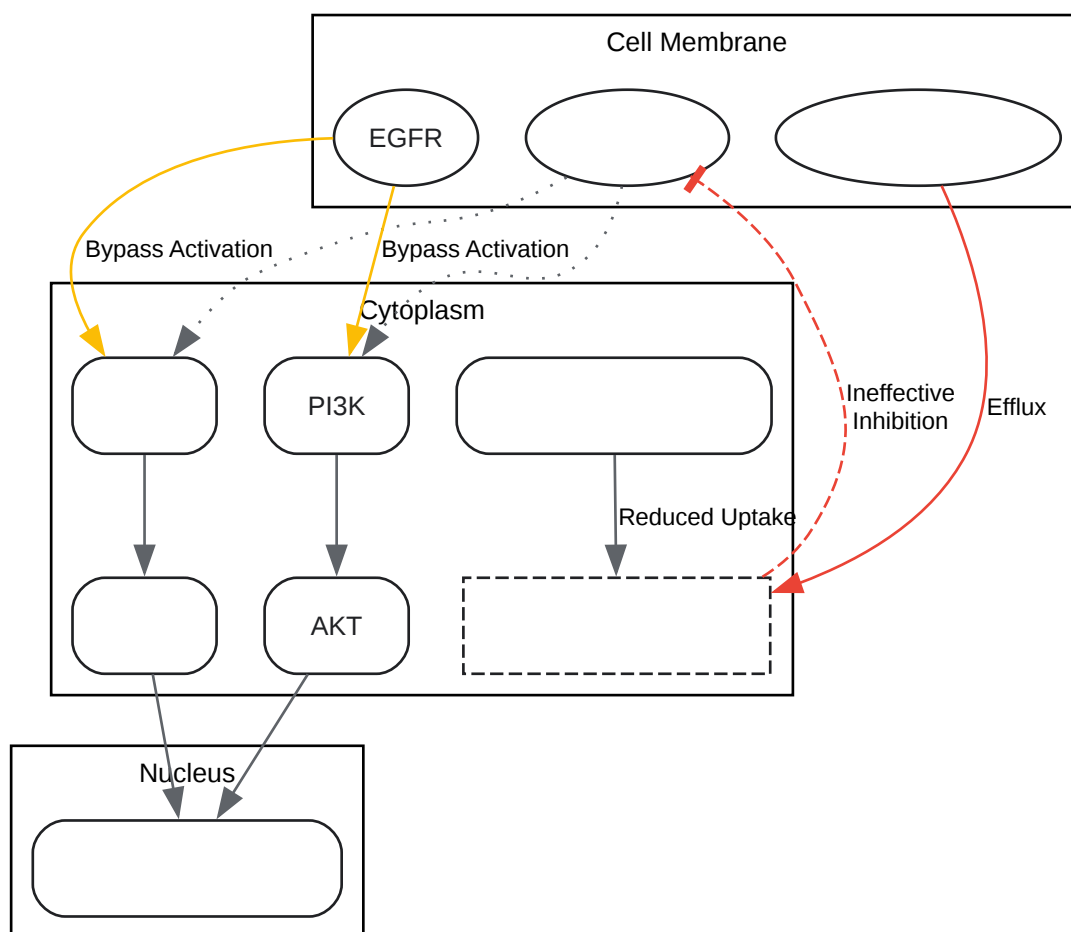 Cell Membrane
EGFR
Bypass Activation
Bypass Activation
Cytoplasm
PI3K
Ineffective
Inhibition
Efflux
Reduced Uptake
AKT
Nucleus